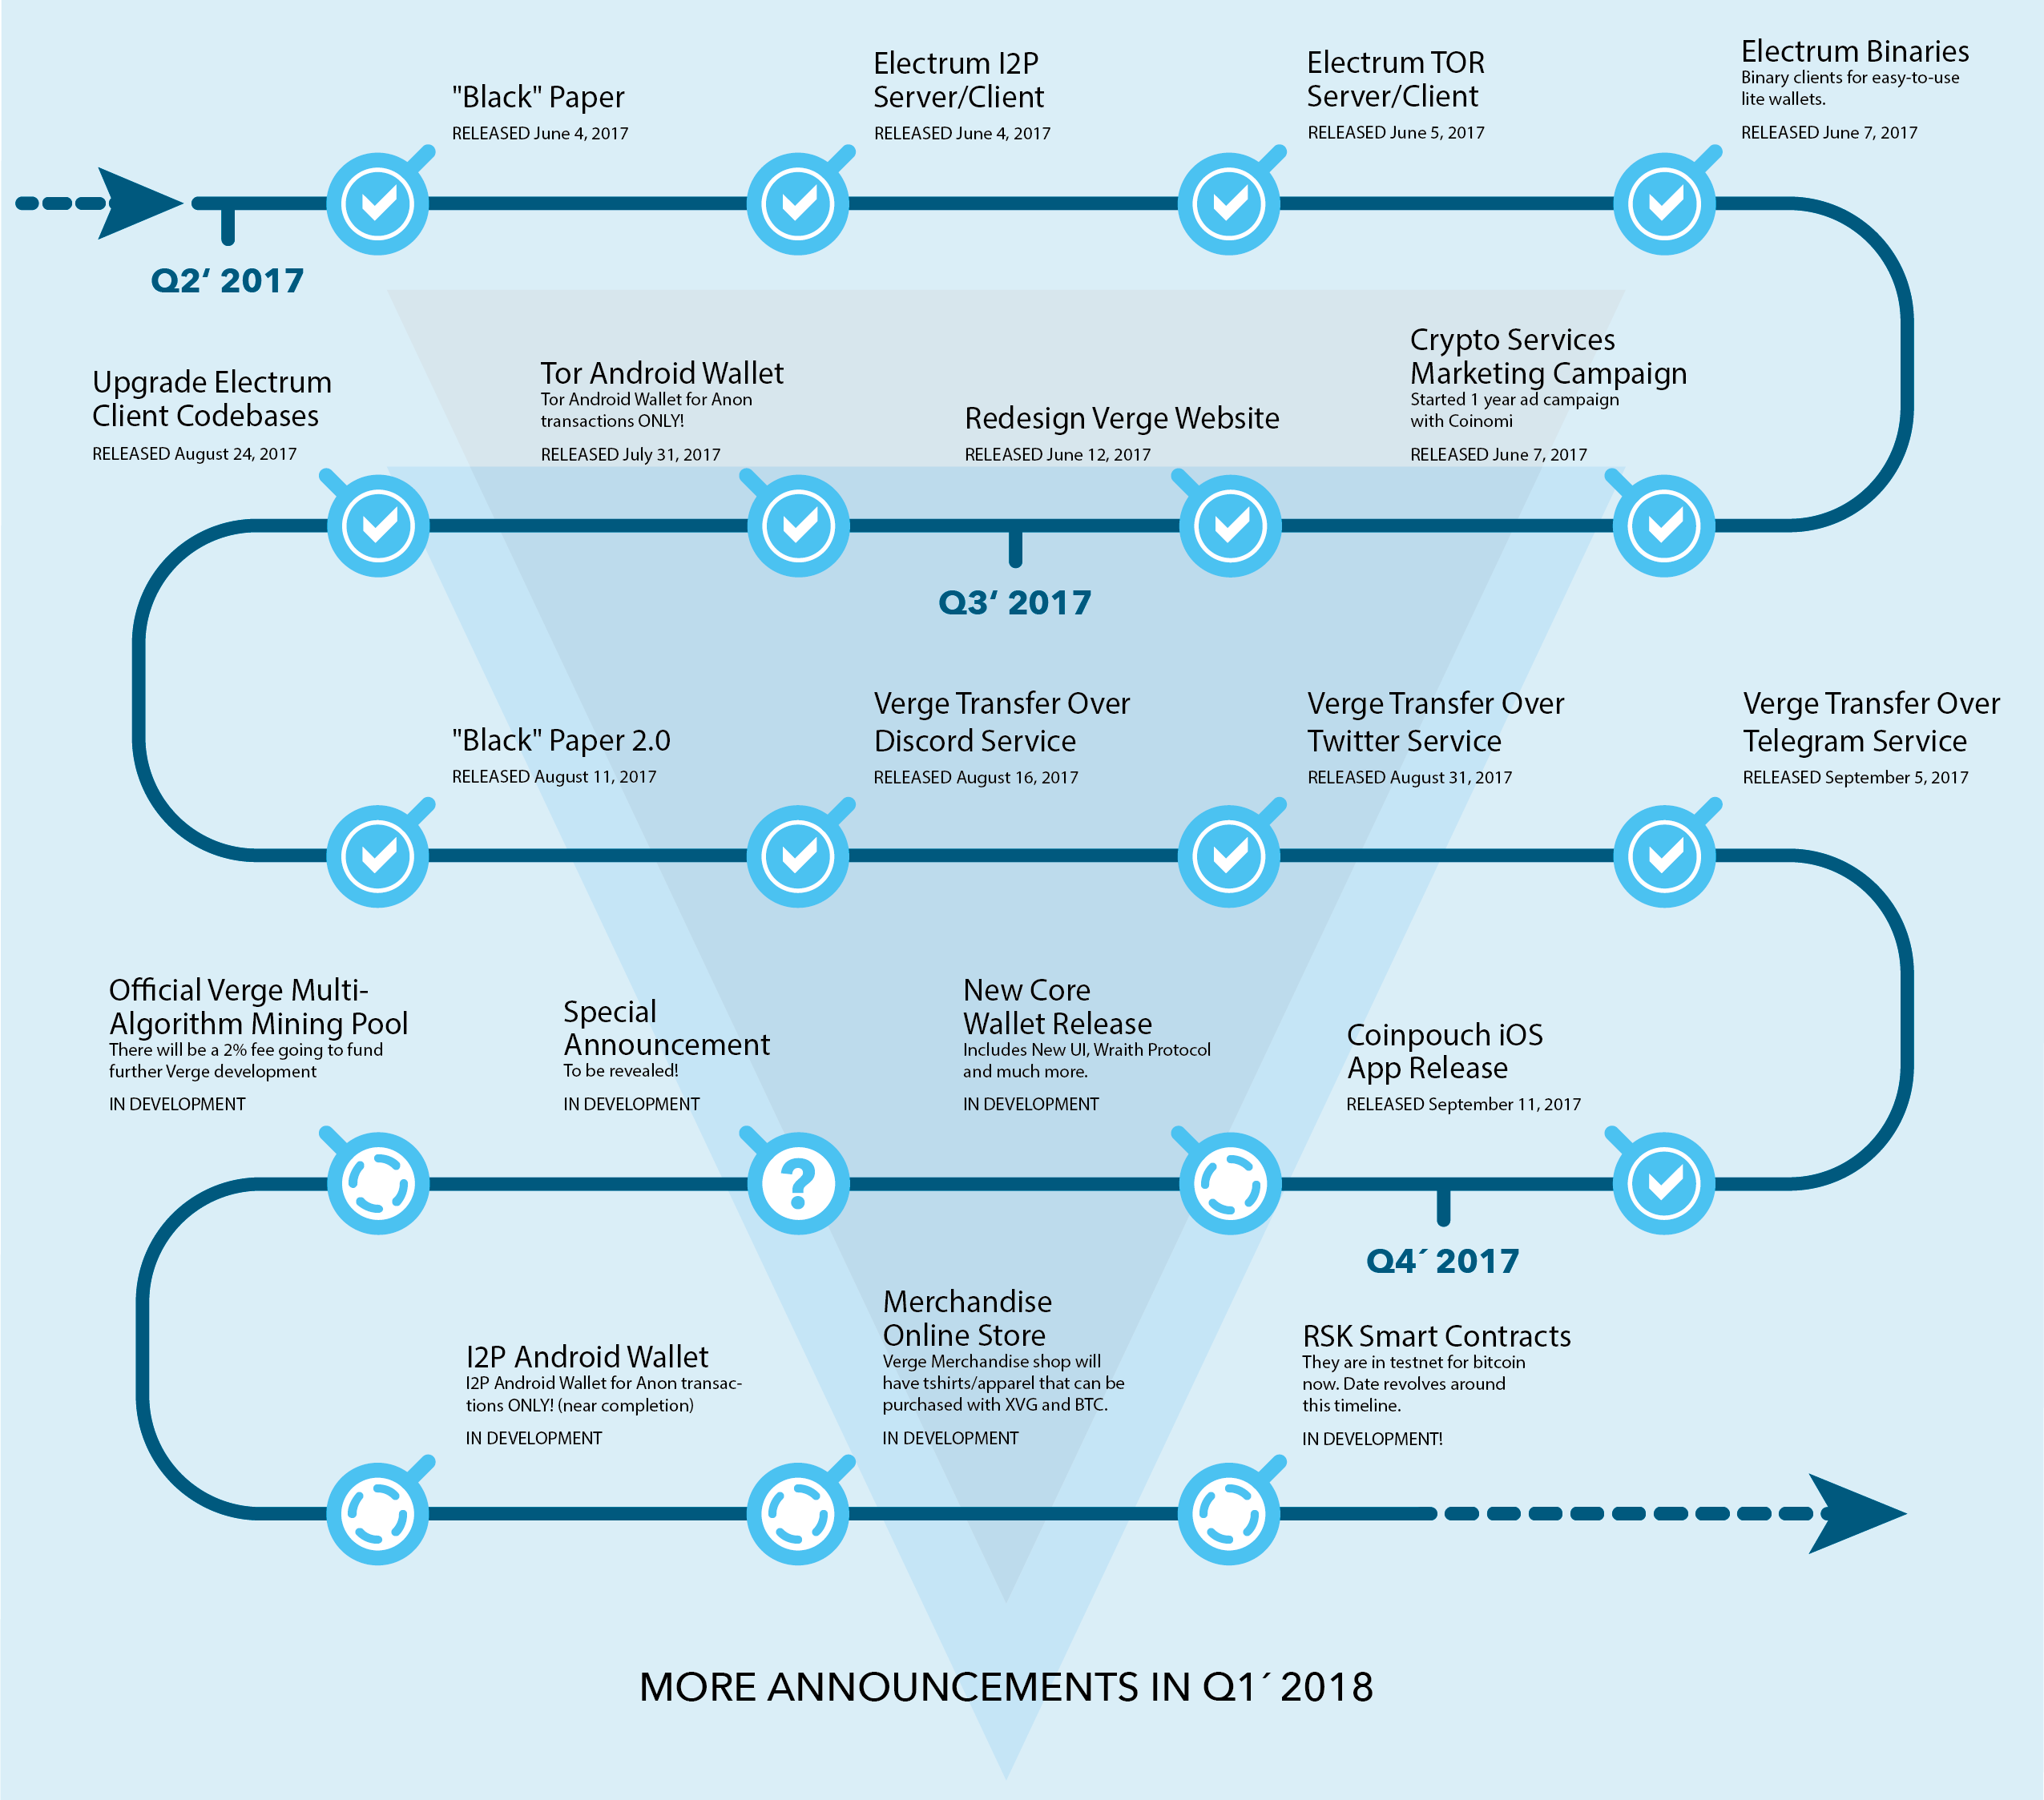 "Black" Paper
RELEASED June 4, 2017
Electrum I2P
Server/Client
RELEASED June 4, 2017
Electrum TOR
Server/Client
RELEASED June 5, 2017
Electrum Binaries
Binary clients for easy-to-use
lite wallets.
RELEASED June 7, 2017
Q2‘ 2017
Upgrade Electrum
Client Codebases
RELEASED August 24, 2017
Tor Android Wallet
Tor Android Wallet for Anon
transactions ONLY!
RELEASED July 31, 2017
Redesign Verge Website
RELEASED June 12, 2017
Crypto Services
Marketing Campaign
Started 1 year ad campaign
with Coinomi
RELEASED June 7, 2017
Q3‘ 2017
"Black" Paper 2.0
RELEASED August 11, 2017
Verge Transfer Over
Discord Service
RELEASED August 16, 2017
Verge Transfer Over
Twitter Service
RELEASED August 31, 2017
Verge Transfer Over
Telegram Service
RELEASED September 5, 2017
Official Verge Multi-
Algorithm Mining Pool
There will be a 2% fee going to fund
further Verge development
IN DEVELOPMENT
Special
Announcement
To be revealed!
IN DEVELOPMENT
?
New Core
Wallet Release
Includes New UI, Wraith Protocol
and much more.
IN DEVELOPMENT
Coinpouch iOS
App Release
RELEASED September 11, 2017
Q4´ 2017
I2P Android Wallet
I2P Android Wallet for Anon transac-
tions ONLY! (near completion)
IN DEVELOPMENT
Merchandise
Online Store
Verge Merchandise shop will
have tshirts/apparel that can be
purchased with XVG and BTC.
IN DEVELOPMENT
RSK Smart Contracts
They are in testnet for bitcoin
now. Date revolves around
this timeline.
IN DEVELOPMENT!
MORE ANNOUNCEMENTS IN Q1´ 2018